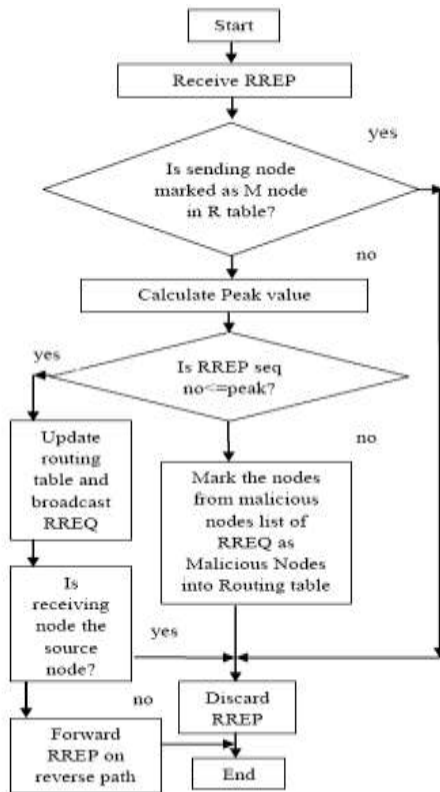 Start
Receive RREP
yes
Is sending node
marked as M node
in R table?
no
Calculate Peak value
yes
Is RREP seq
no<=peak?
no
Update
routing
table and
broadcast
RREQ
Mark the nodes
from malicious
nodes list of
RREQ as
Malicious Nodes
into Routing table
Is
receiving
node the
source
node?
yes
no
Discard
RREP
Forward
RREP on
reverse path
End